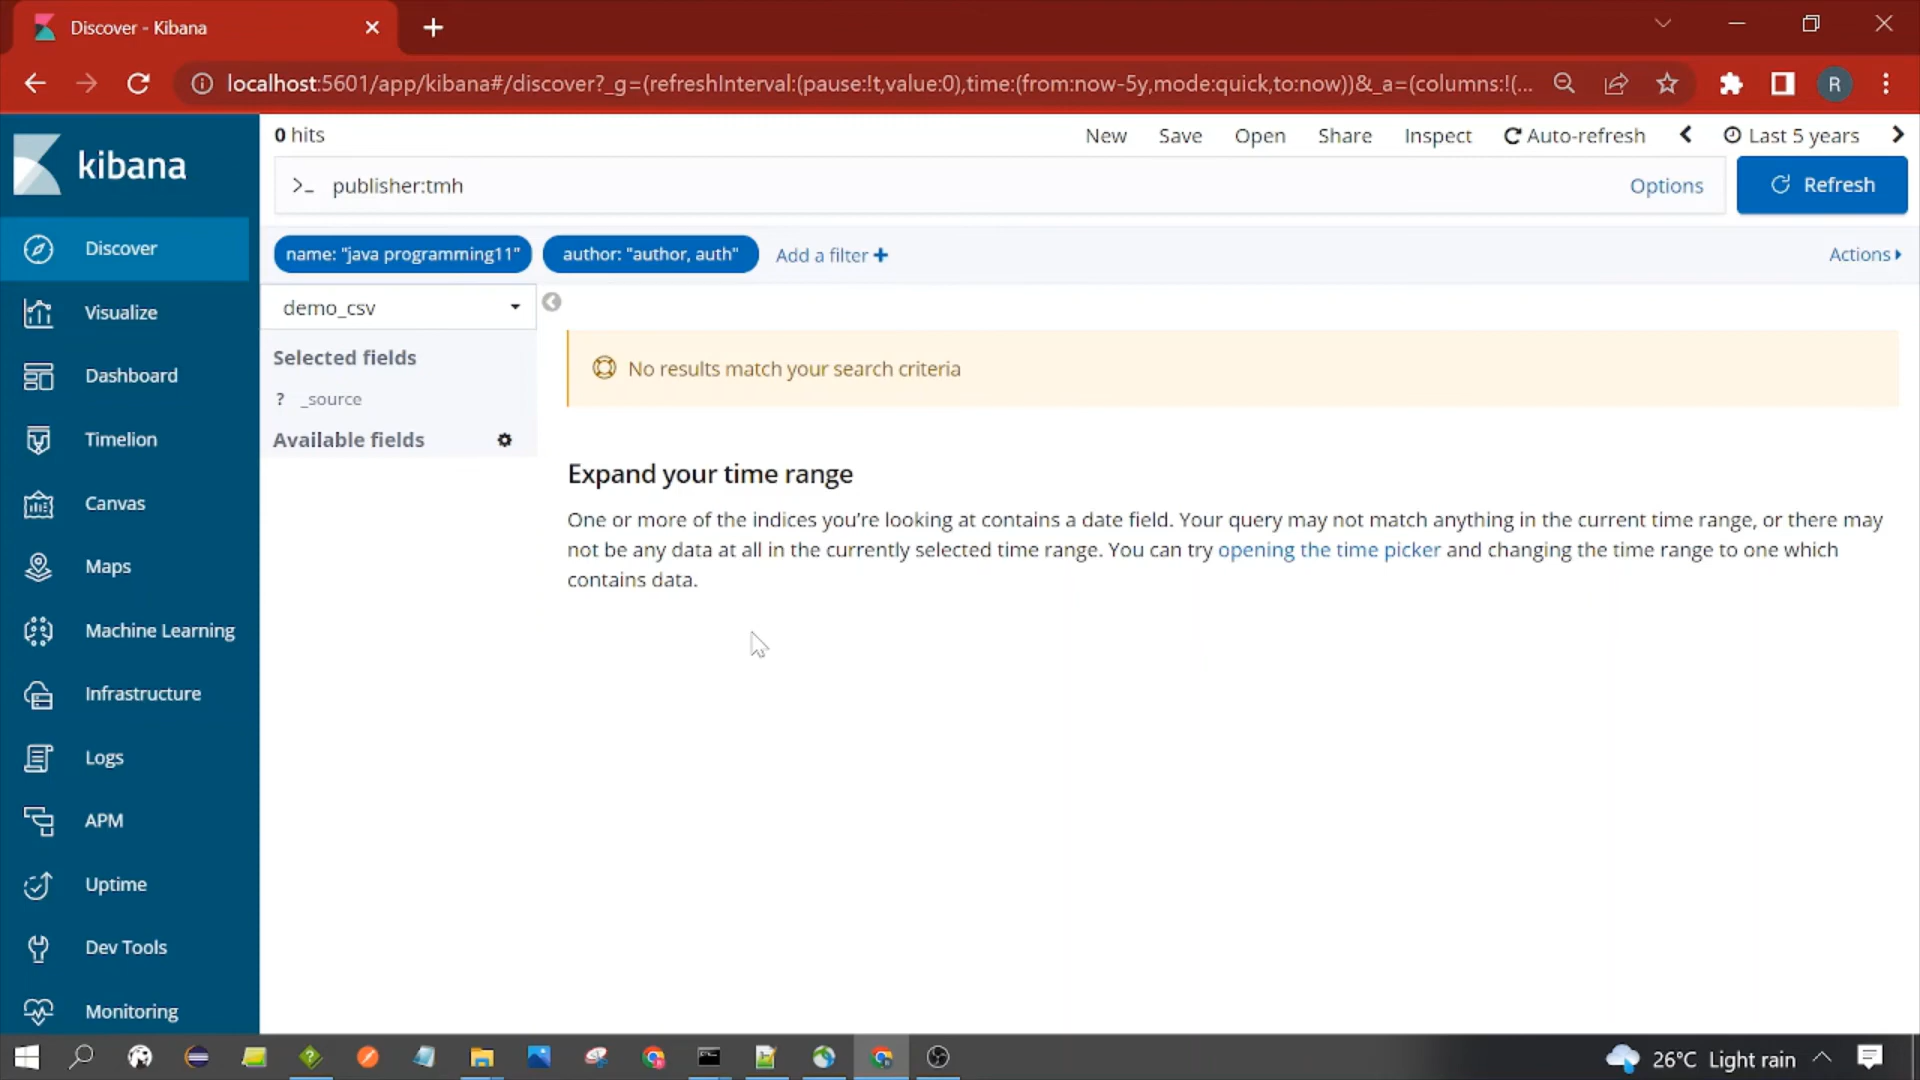 Discover - Kibana
localhost:5601/app/kibana#/discover?_g=(refreshInterval:(pause:!t,value:0),time:(from:now-5y,mode:quick,to:now))&_a=(columns:!(...
R
kibana
0 hits
New Save Open Share Inspect Auto-refresh Last 5 years
>_ publisher:tmh
Options
Refresh
name: "java programming11"
author: "author, auth"
Add a filter +
Actions
demo_csv
Selected fields
? _source
Available fields
No results match your search criteria
Expand your time range
One or more of the indices you're looking at contains a date field. Your query may not match anything in the current time range, or there may
not be any data at all in the currently selected time range. You can try opening the time picker and changing the time range to one which
contains data.
Discover
Visualize
Dashboard
Timelion
Canvas
Maps
Machine Learning
Infrastructure
Logs
APM
Uptime
Dev Tools
Monitoring
26°C Light rain